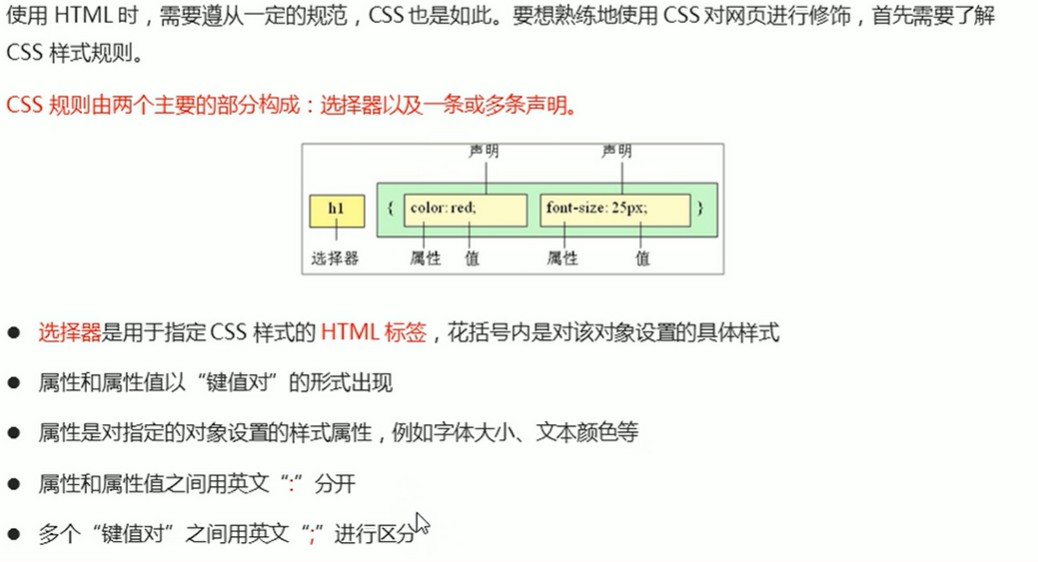 使用 HTML 时，需要遵从一定的规范，CSS 也是如此。要想熟练地使用 CSS 对网页进行修饰，首先需要了解
CSS 样式规则。
CSS 规则由两个主要的部分构成：选择器以及一条或多条声明。
声明 声明
h1 { color: red; font-size: 25px; }
选择器 属性 值 属性 值
● 选择器是用于指定 CSS 样式的 HTML 标签，花括号内是对该对象设置的具体样式
● 属性和属性值以“键值对”的形式出现
● 属性是对指定的对象设置的样式属性，例如字体大小、文本颜色等
● 属性和属性值之间用英文“:”分开
● 多个“键值对”之间用英文“;”进行区分